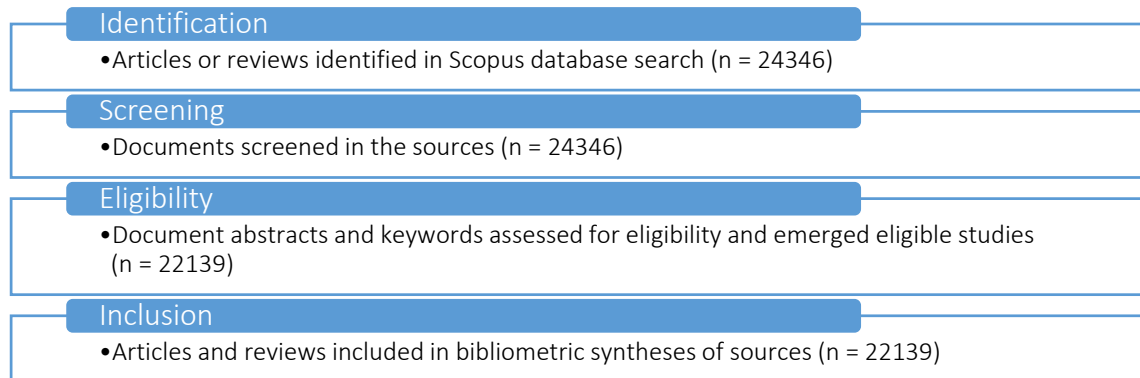 Identification
•Articles or reviews identified in Scopus database search (n = 24346)
Screening
•Documents screened in the sources (n = 24346)
Eligibility
•Document abstracts and keywords assessed for eligibility and emerged eligible studies
(n = 22139)
Inclusion
•Articles and reviews included in bibliometric syntheses of sources (n = 22139)